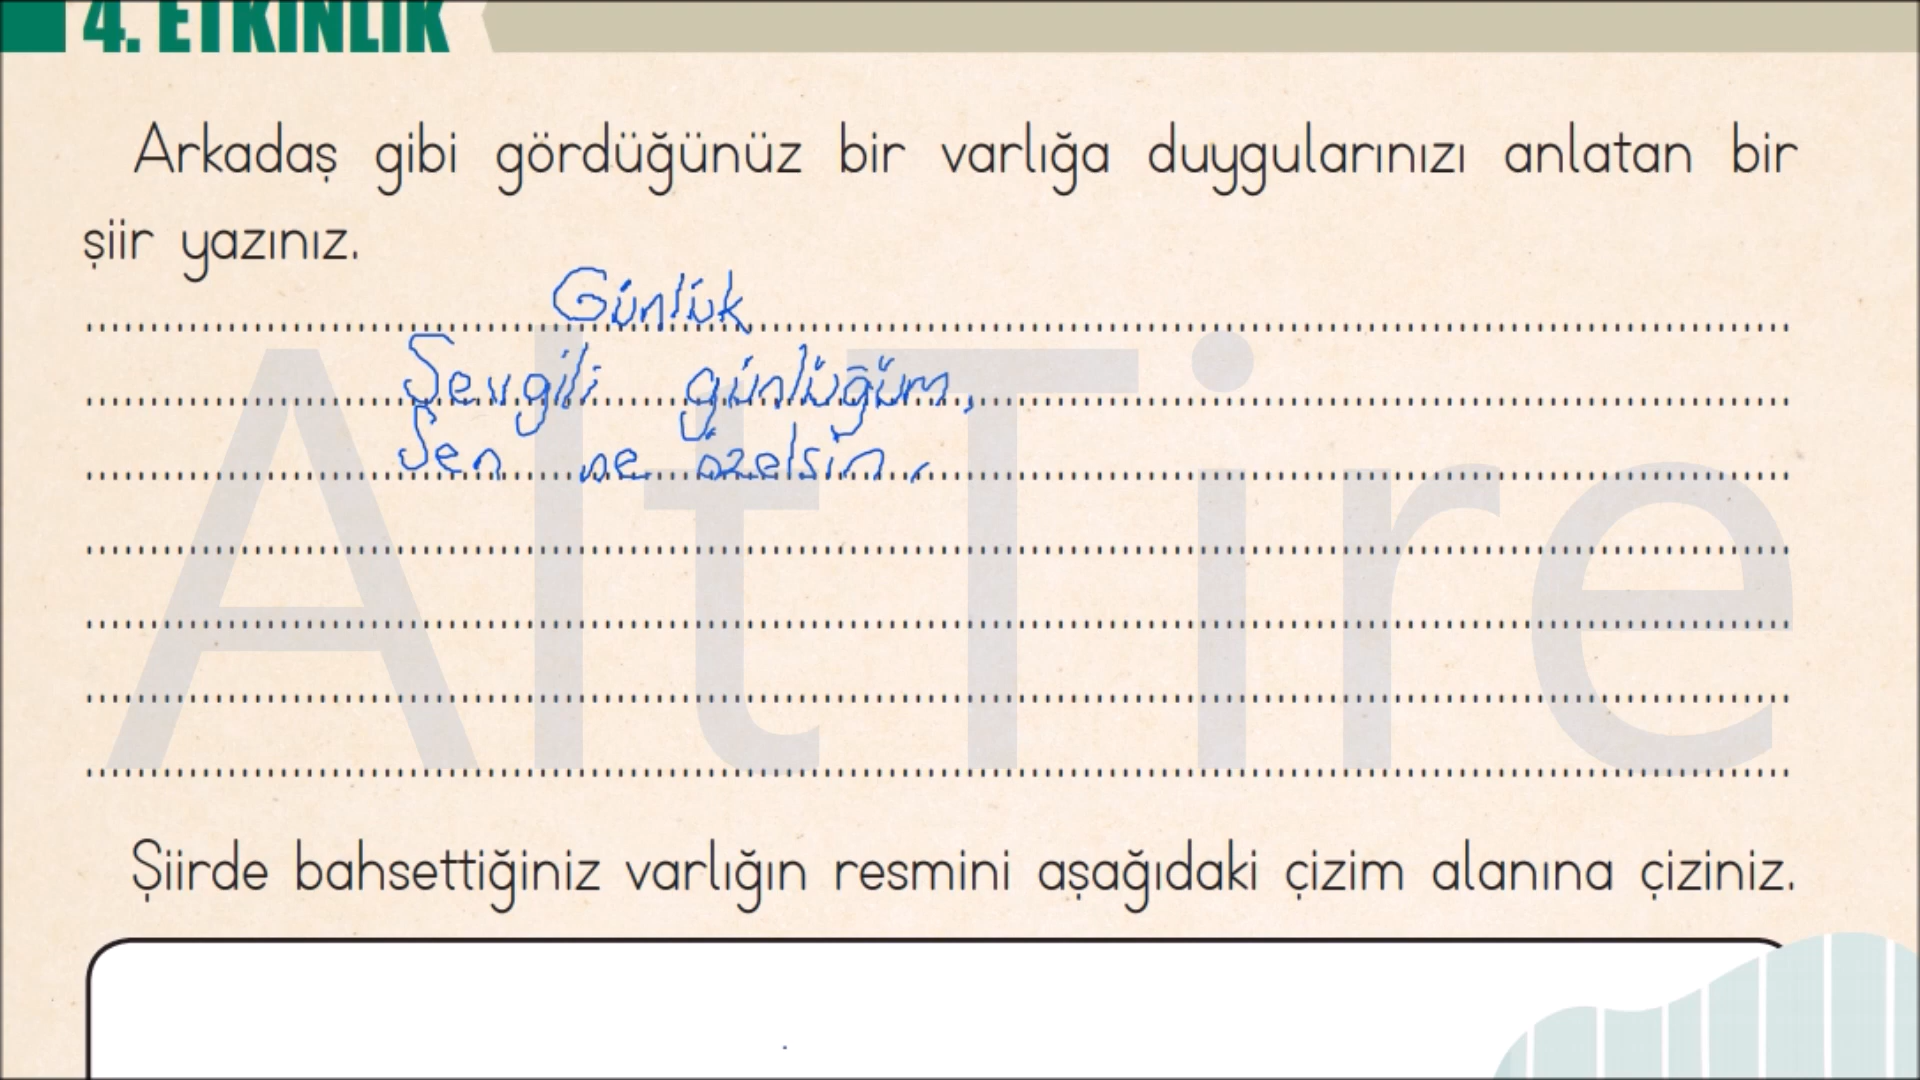 4. ETKİNLİK
Arkadaş gibi gördüğünüz bir varlığa duygularınızı anlatan bir
şiir yazınız.
Günlük
Sevgili günlüğüm,
Sen ne özelsin,
AltTire
Şiirde bahsettiğiniz varlığın resmini aşağıdaki çizim alanına çiziniz.